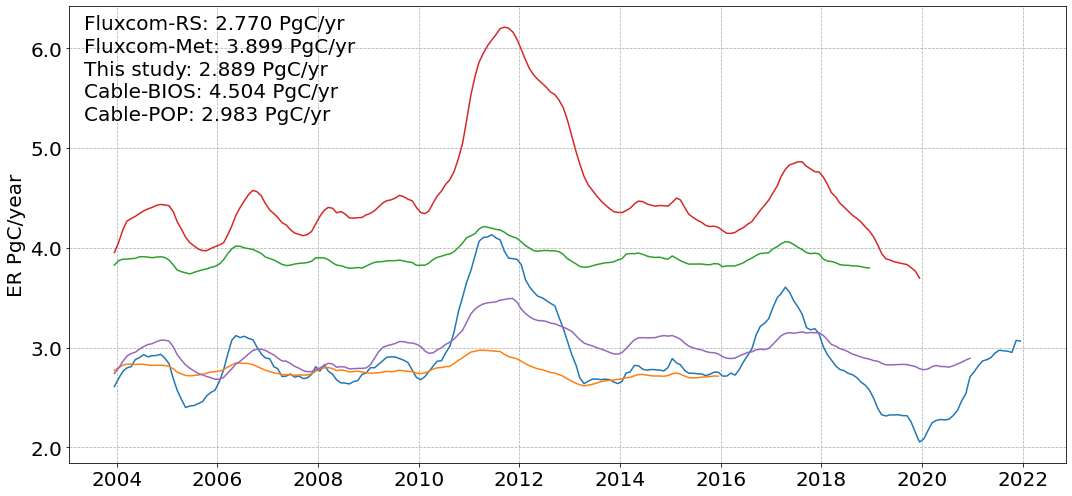 Fluxcom-RS: 2.770 PgC/yr
Fluxcom-Met: 3.899 PgC/yr
This study: 2.889 PgC/yr
Cable-BIOS: 4.504 PgC/yr
Cable-POP: 2.983 PgC/yr
ER PgC/year
6.0
5.0
4.0
3.0
2.0
2004 2006 2008 2010 2012 2014 2016 2018 2020 2022